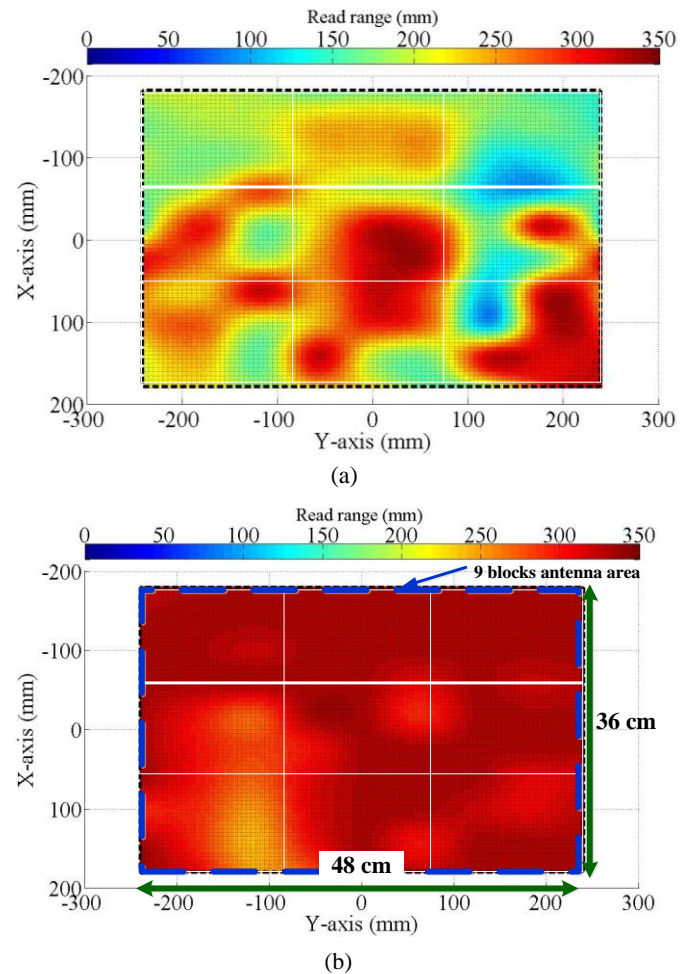 Read range (mm)
0 50 100 150 200 250 300 350
-200
-100
0
100
200
X-axis (mm)
-300 -200 -100 0 100 200 300
Y-axis (mm)
(a)
Read range (mm)
0 50 100 150 200 250 300 350
-200
9 blocks antenna area
-100
0
36 cm
100
48 cm
200
X-axis (mm)
-300 -200 -100 0 100 200 300
Y-axis (mm)
(b)